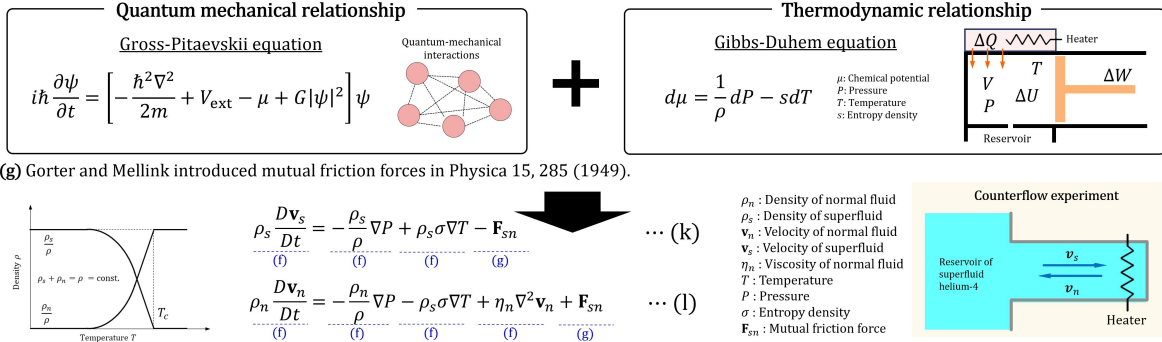 Quantum mechanical relationship
Gross-Pitaevskii equation
Quantum-mechanical
interactions
iħ ∂ψ/∂t = [ −ħ²∇²/2m + V_ext − μ + G|ψ|² ] ψ
+
Thermodynamic relationship
Gibbs-Duhem equation
dμ = 1/ρ dP − sdT
μ: Chemical potential
P: Pressure
T: Temperature
s: Entropy density
ΔQ
Heater
V
T
P
ΔU
ΔW
Reservoir
(g) Gorter and Mellink introduced mutual friction forces in Physica 15, 285 (1949).
Density ρ
ρ_s/ρ
ρ_s + ρ_n = ρ = const.
ρ_n/ρ
T_c
Temperature T
ρ_s Dv_s/Dt = −ρ_s/ρ ∇P + ρ_sσ∇T − F_sn ⋯ (k)
(f) (f) (f) (g)
ρ_n Dv_n/Dt = −ρ_n/ρ ∇P − ρ_sσ∇T + η_n∇²v_n + F_sn ⋯ (l)
(f) (f) (f) (f) (g)
ρ_n : Density of normal fluid
ρ_s : Density of superfluid
v_n : Velocity of normal fluid
v_s : Velocity of superfluid
η_n : Viscosity of normal fluid
T : Temperature
P : Pressure
σ : Entropy density
F_sn : Mutual friction force
Counterflow experiment
Reservoir of
superfluid
helium-4
v_s
v_n
Heater